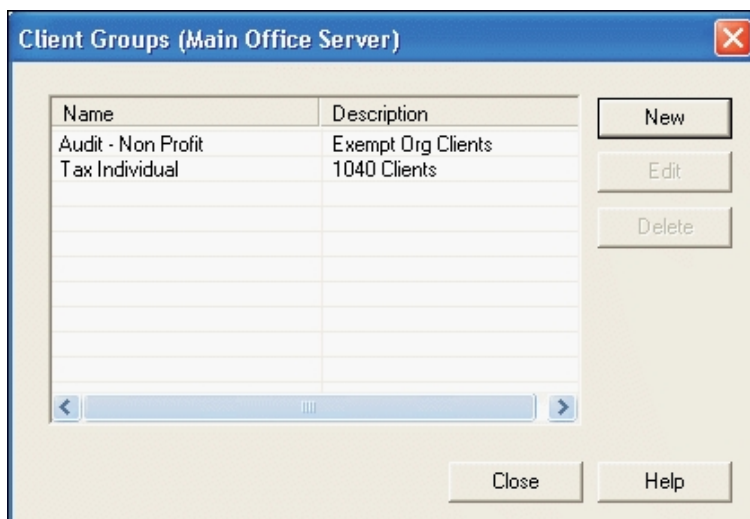 Client Groups (Main Office Server)
Name Description New
Audit - Non Profit Exempt Org Clients
Tax Individual 1040 Clients Edit
Delete
Close Help